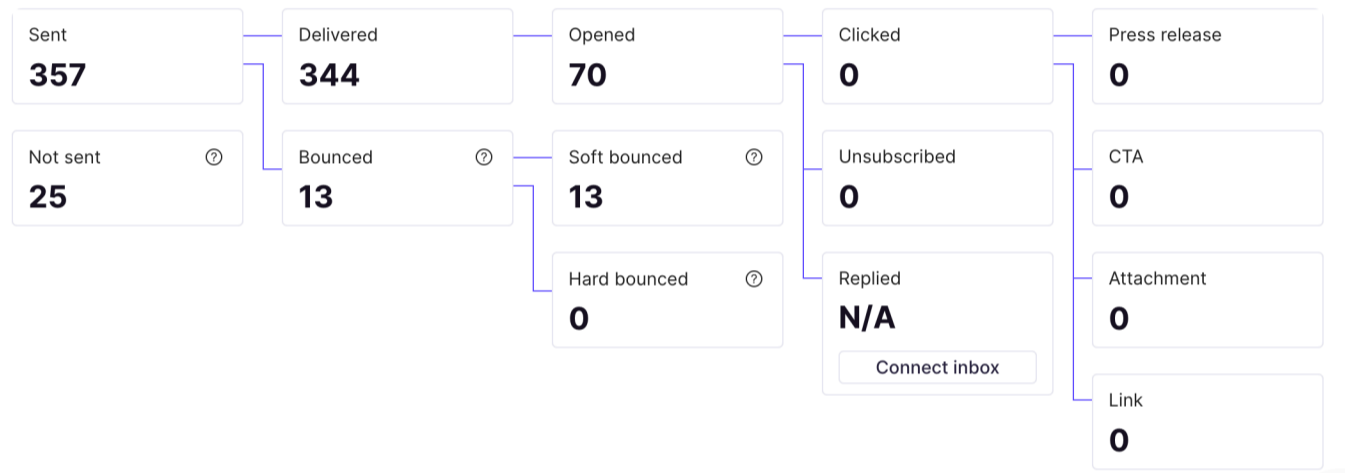 Sent
357
Delivered
344
Opened
70
Clicked
0
Press release
0
Not sent
25
Bounced
13
Soft bounced
13
Unsubscribed
0
CTA
0
Hard bounced
0
Replied
N/A
Connect inbox
Attachment
0
Link
0